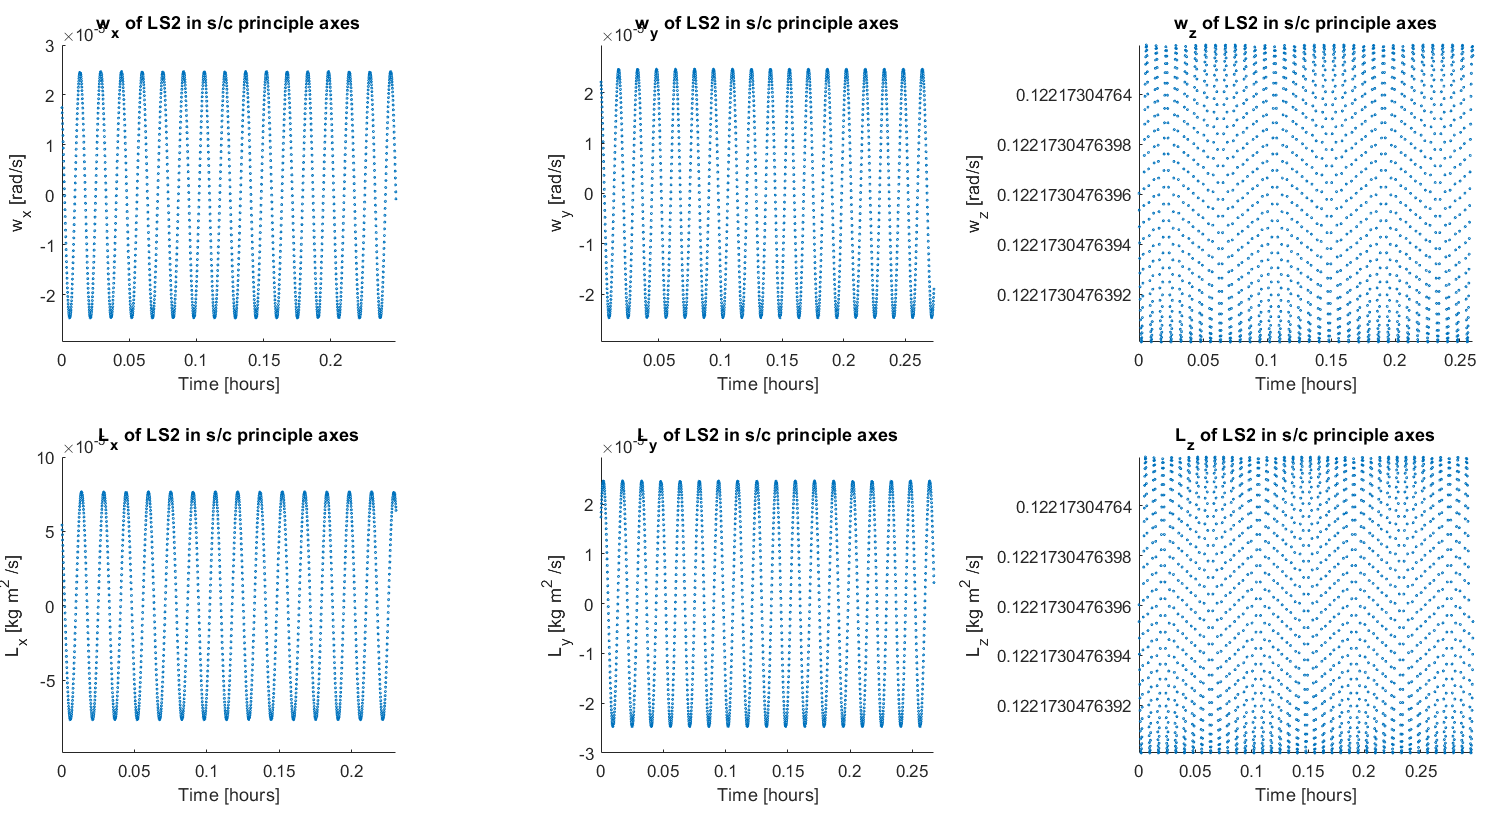 w_x of LS2 in s/c principle axes
×10^-5
3
2
1
0
-1
-2
w_x [rad/s]
0 0.05 0.1 0.15 0.2
Time [hours]
w_y of LS2 in s/c principle axes
×10^-5
2
1
0
-1
-2
w_y [rad/s]
0.05 0.1 0.15 0.2 0.25
Time [hours]
w_z of LS2 in s/c principle axes
0.12217304764
0.1221730476398
0.1221730476396
0.1221730476394
0.1221730476392
w_z [rad/s]
0 0.05 0.1 0.15 0.2 0.25
Time [hours]
L_x of LS2 in s/c principle axes
10
5
0
-5
L_x [kg m^2 /s]
0 0.05 0.1 0.15 0.2
Time [hours]
L_y of LS2 in s/c principle axes
2
1
0
-1
-2
-3
L_y [kg m^2 /s]
0 0.05 0.1 0.15 0.2 0.25
Time [hours]
L_z of LS2 in s/c principle axes
0.12217304764
0.1221730476398
0.1221730476396
0.1221730476394
0.1221730476392
L_z [kg m^2 /s]
0 0.05 0.1 0.15 0.2 0.25
Time [hours]